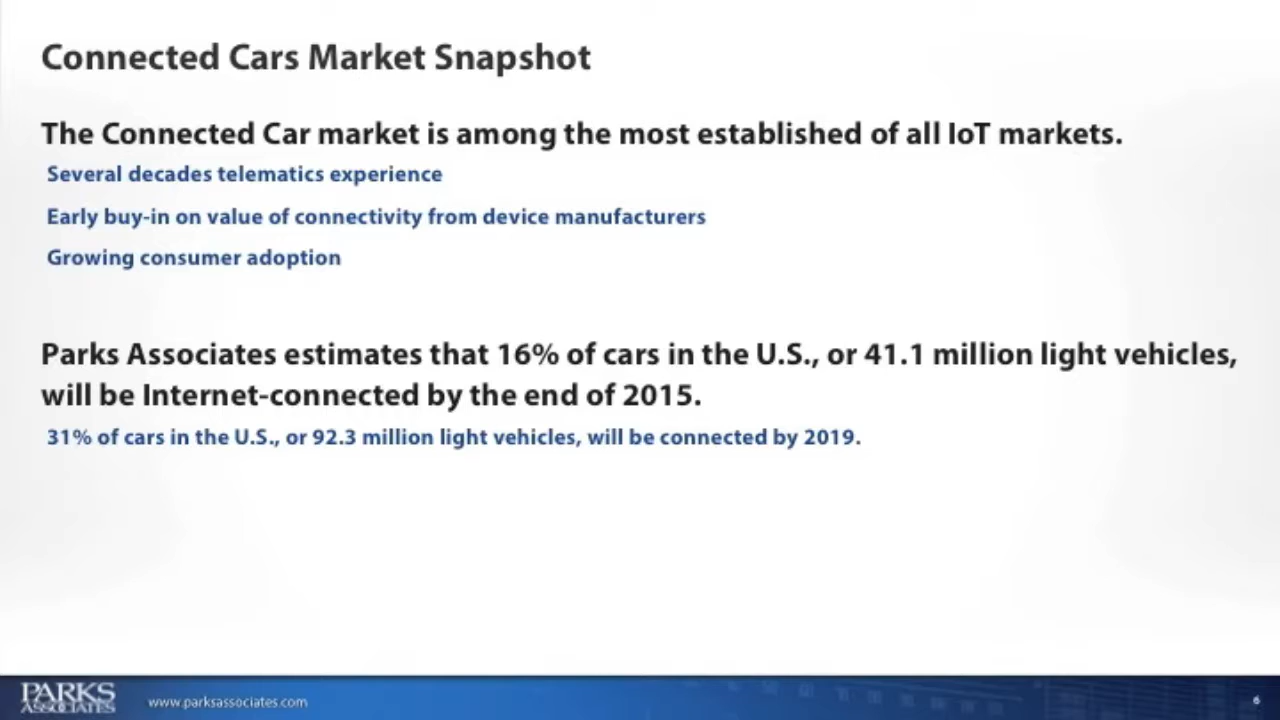 Connected Cars Market Snapshot
The Connected Car market is among the most established of all IoT markets.
Several decades telematics experience
Early buy-in on value of connectivity from device manufacturers
Growing consumer adoption
Parks Associates estimates that 16% of cars in the U.S., or 41.1 million light vehicles,
will be Internet-connected by the end of 2015.
31% of cars in the U.S., or 92.3 million light vehicles, will be connected by 2019.
PARKS
ASSOCIATES
www.parksassociates.com
6